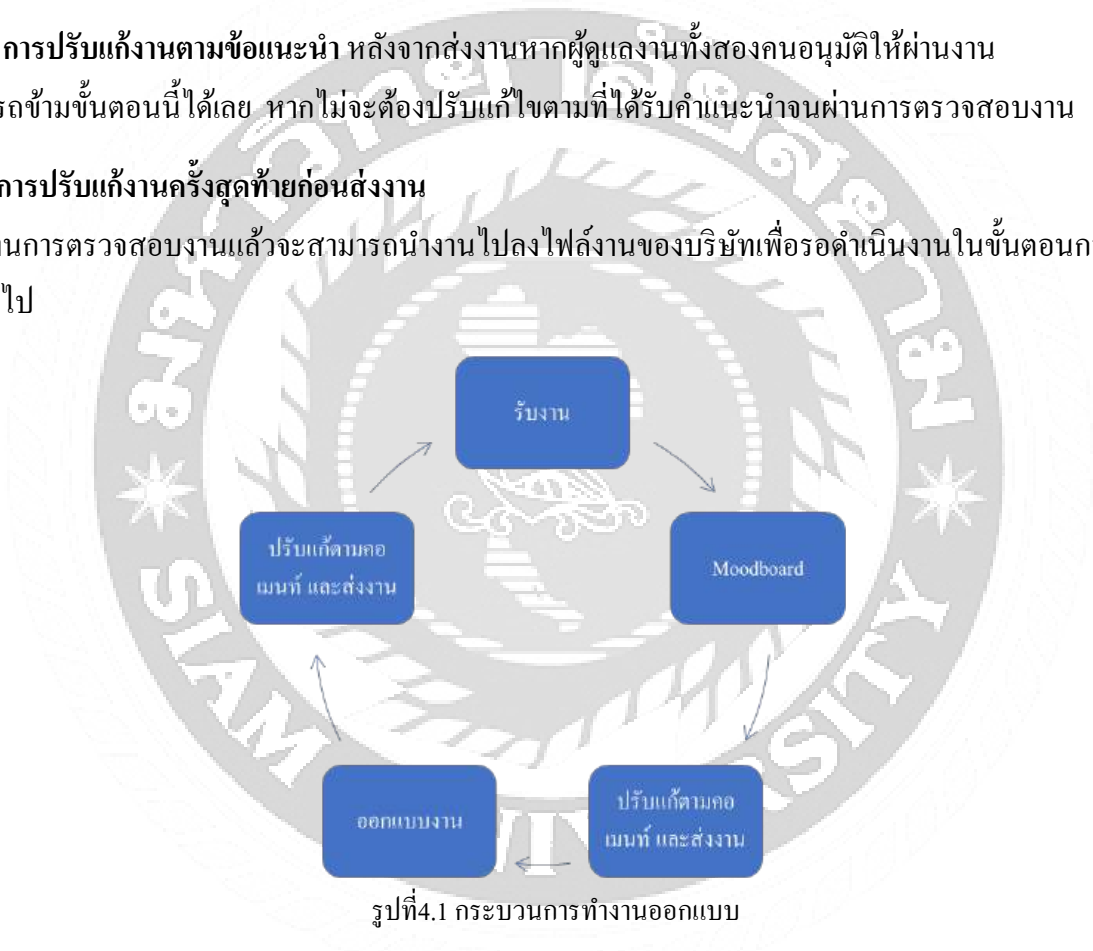 การปรับแก้งานตามข้อแนะนำ หลังจากส่งงานหากผู้ดูแลงานทั้งสองคนอนุมัติให้ผ่านงาน
รถข้ามขั้นตอนนี้ได้เลย หากไม่จะต้องปรับแก้ไขตามที่ได้รับคำแนะนำจนผ่านการตรวจสอบงาน
การปรับแก้งานครั้งสุดท้ายก่อนส่งงาน
านการตรวจสอบงานแล้วจะสามารถนำงานไปลงไฟล์งานของบริษัทเพื่อรอดำเนินงานในขั้นตอนก
ไป
รับงาน
Moodboard
ปรับแก้ตามคอ
เมนท์ และส่งงาน
ออกแบบงาน
ปรับแก้ตามคอ
เมนท์ และส่งงาน
รูปที่4.1 กระบวนการทำงานออกแบบ
มหาวิทยาลัยสยาม
SIAM UNIVERSITY